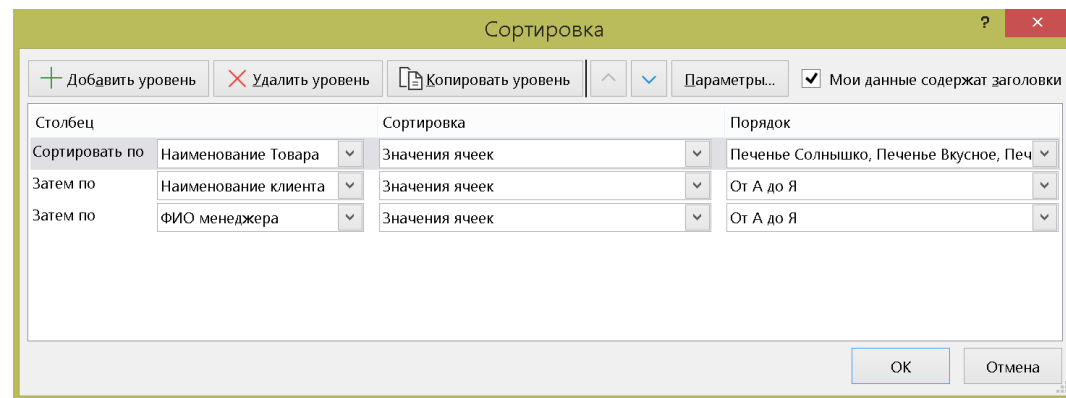 Сортировка ? ×
Добавить уровень Удалить уровень Копировать уровень Параметры... Мои данные содержат заголовки
Столбец Сортировка Порядок
Сортировать по Наименование Товара Значения ячеек Печенье Солнышко, Печенье Вкусное, Печ
Затем по Наименование клиента Значения ячеек От А до Я
Затем по ФИО менеджера Значения ячеек От А до Я
ОК Отмена